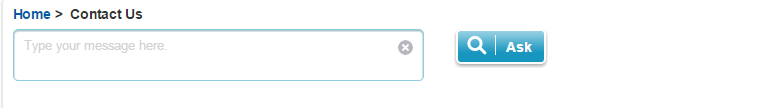 Home > Contact Us
Type your message here.
Ask